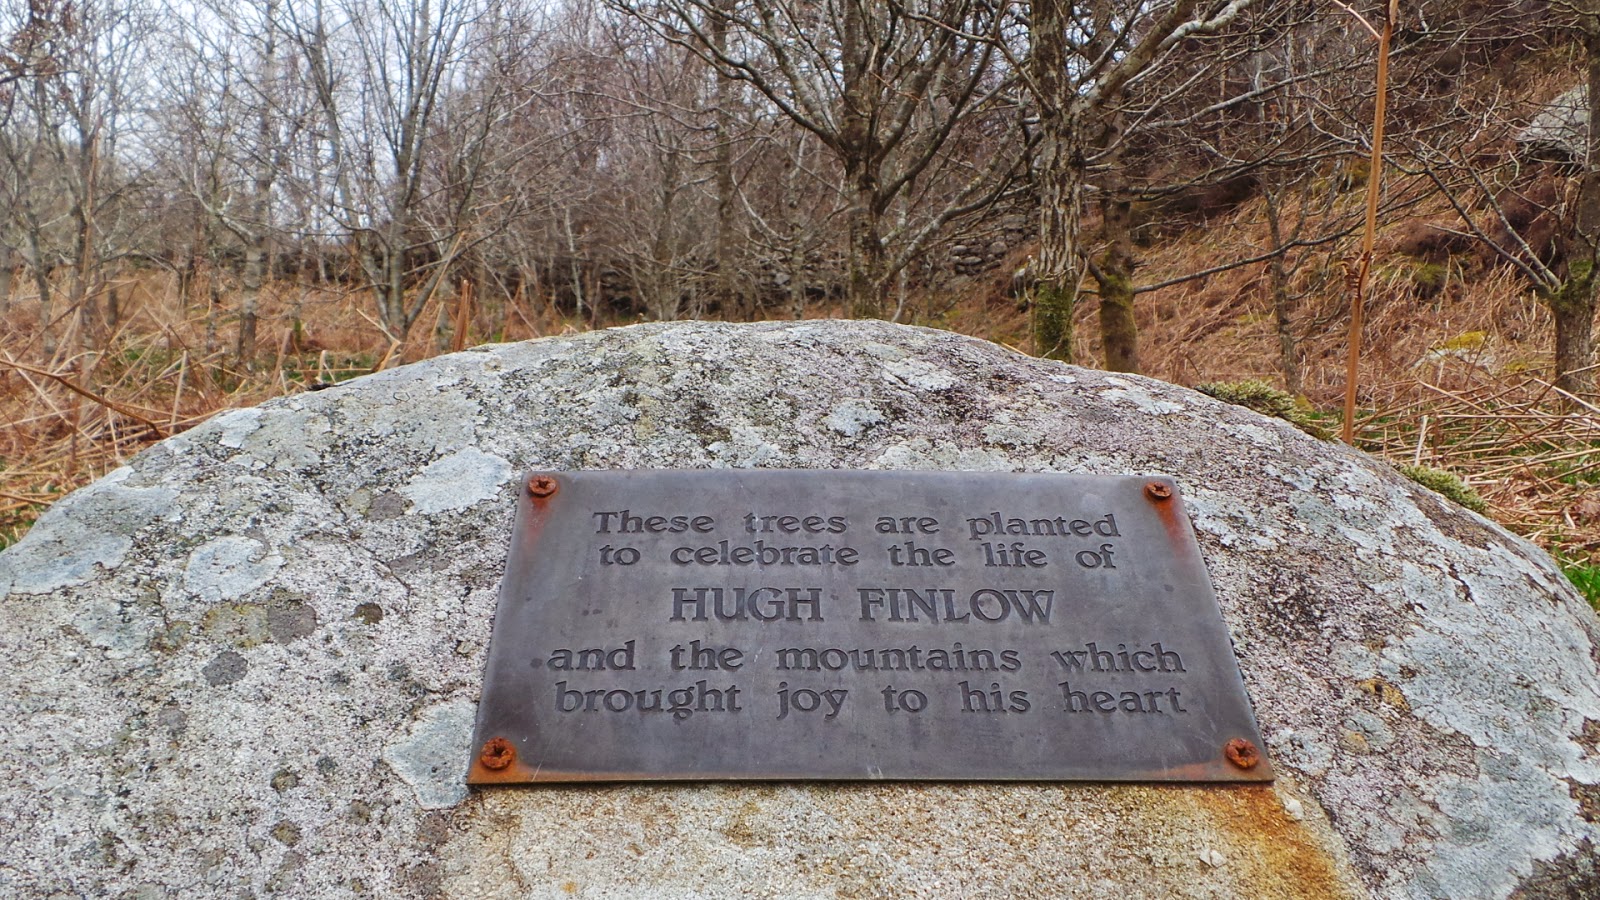 These trees are planted
to celebrate the life of
HUGH FINLOW
and the mountains which
brought joy to his heart